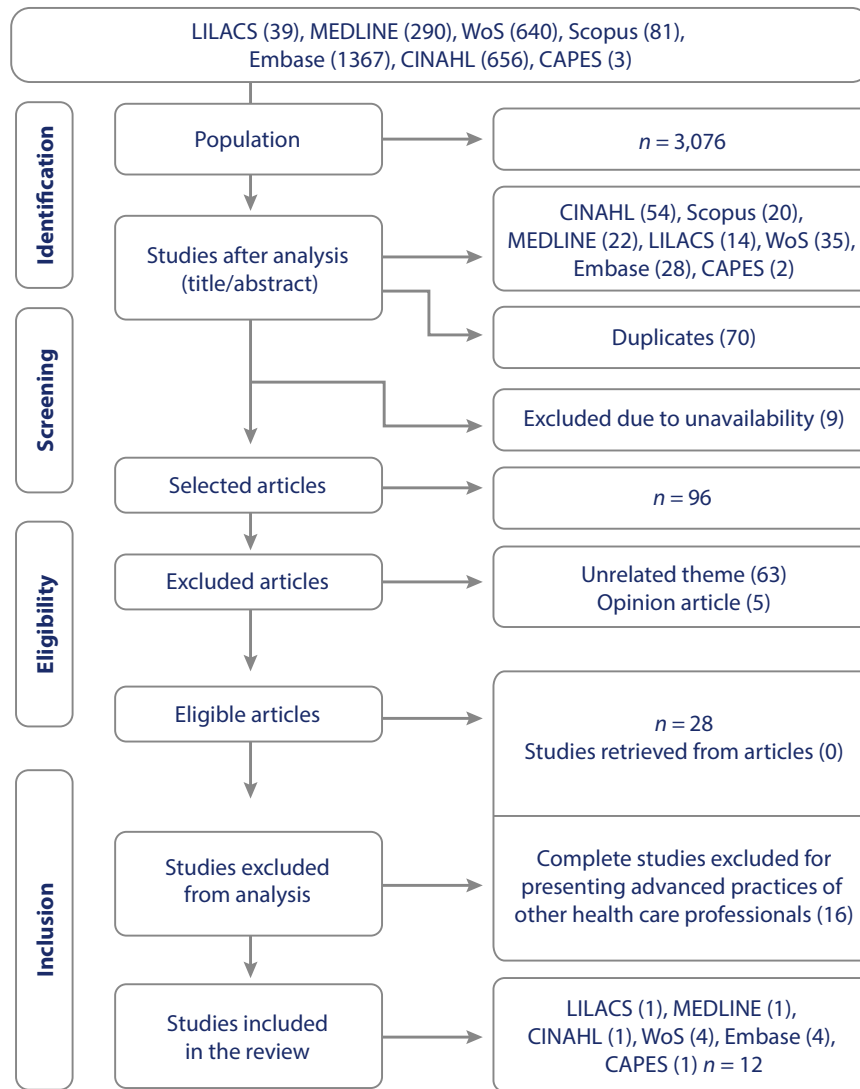 LILACS (39), MEDLINE (290), WoS (640), Scopus (81),
Embase (1367), CINAHL (656), CAPES (3)
Identification
Population
n = 3,076
Studies after analysis
(title/abstract)
CINAHL (54), Scopus (20),
MEDLINE (22), LILACS (14), WoS (35),
Embase (28), CAPES (2)
Duplicates (70)
Screening
Excluded due to unavailability (9)
Selected articles
n = 96
Eligibility
Excluded articles
Unrelated theme (63)
Opinion article (5)
Eligible articles
n = 28
Studies retrieved from articles (0)
Inclusion
Studies excluded
from analysis
Complete studies excluded for
presenting advanced practices of
other health care professionals (16)
Studies included
in the review
LILACS (1), MEDLINE (1),
CINAHL (1), WoS (4), Embase (4),
CAPES (1) n = 12